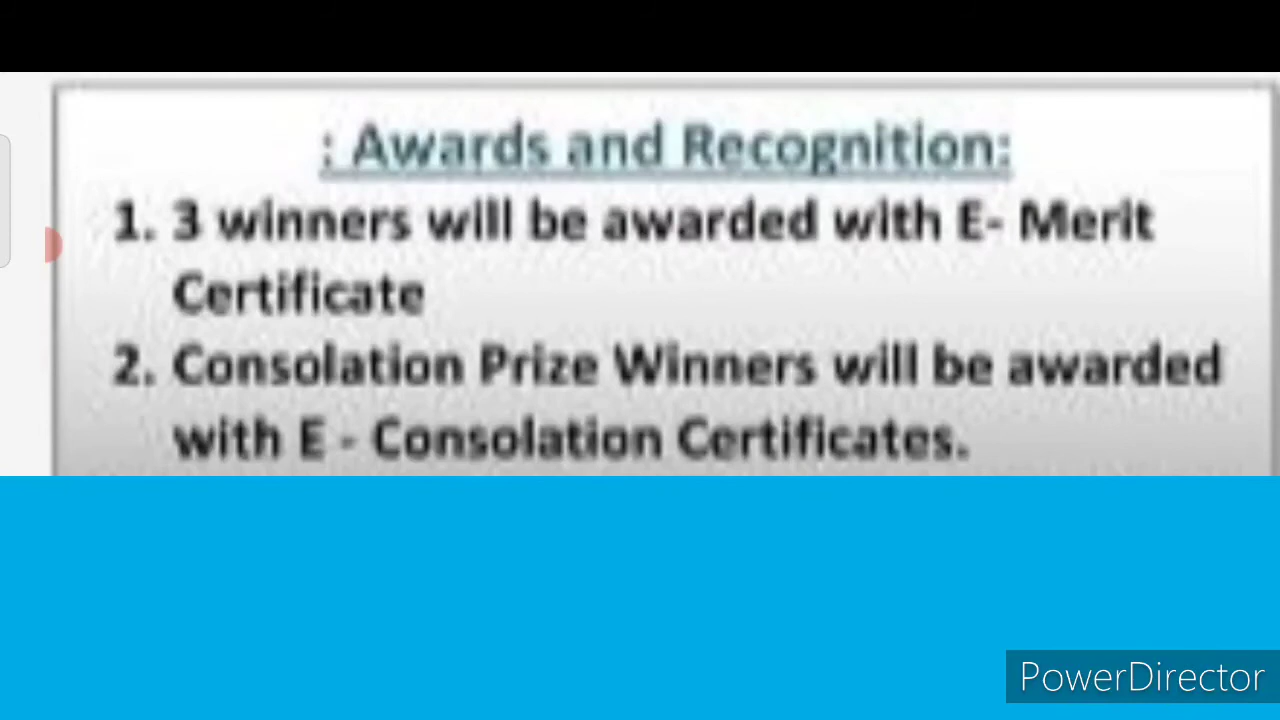 : Awards and Recognition:
1. 3 winners will be awarded with E- Merit
Certificate
2. Consolation Prize Winners will be awarded
with E - Consolation Certificates.
PowerDirector